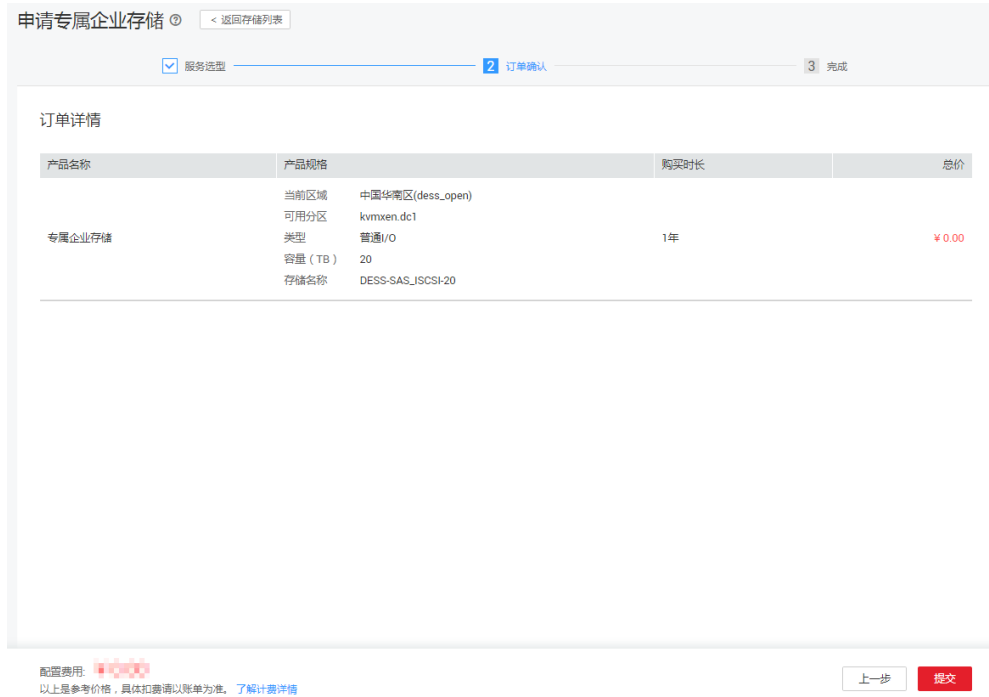 申请专属企业存储 ? < 返回存储列表
服务选型 2 订单确认 3 完成
订单详情
产品名称 产品规格 购买时长 总价
当前区域 中国华南区(dess_open)
可用分区 kvmxen.dc1
专属企业存储 类型 普通I/O 1年 ¥ 0.00
容量（TB） 20
存储名称 DESS-SAS_ISCSI-20
配置费用:
以上是参考价格，具体扣费请以账单为准。 了解计费详情
上一步 提交